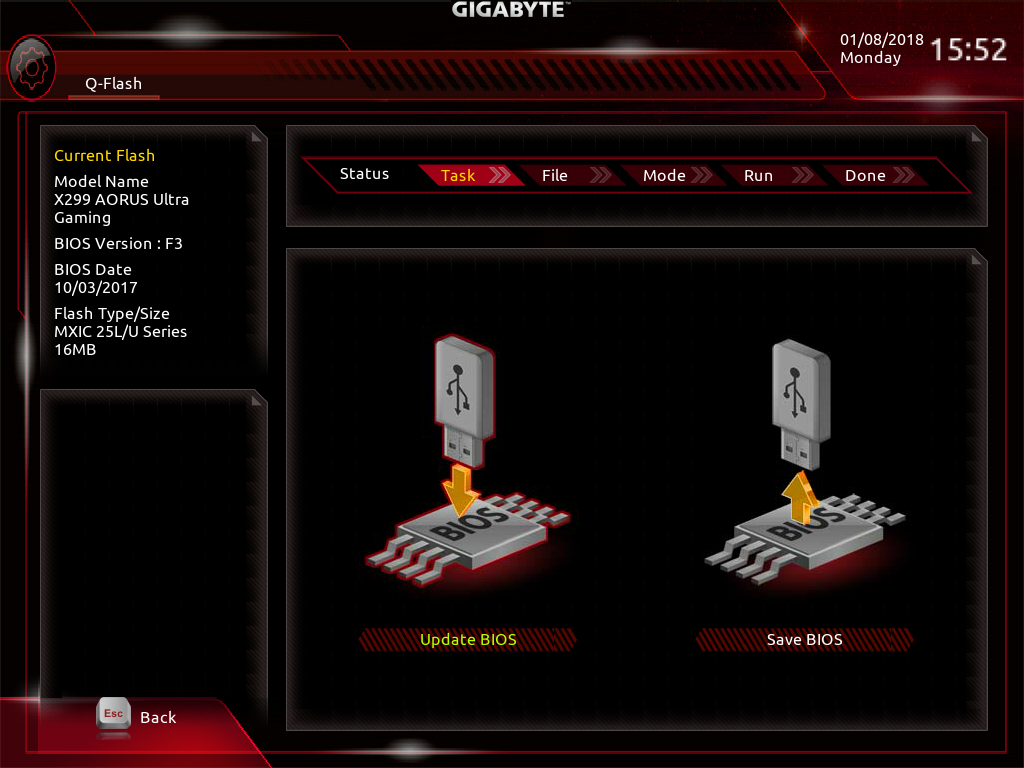 GIGABYTE™
01/08/2018
Monday
15:52
Q-Flash
Current Flash
Model Name
X299 AORUS Ultra
Gaming
BIOS Version : F3
BIOS Date
10/03/2017
Flash Type/Size
MXIC 25L/U Series
16MB
Status Task File Mode Run Done
BIOS
BIOS
Update BIOS
Save BIOS
Esc Back